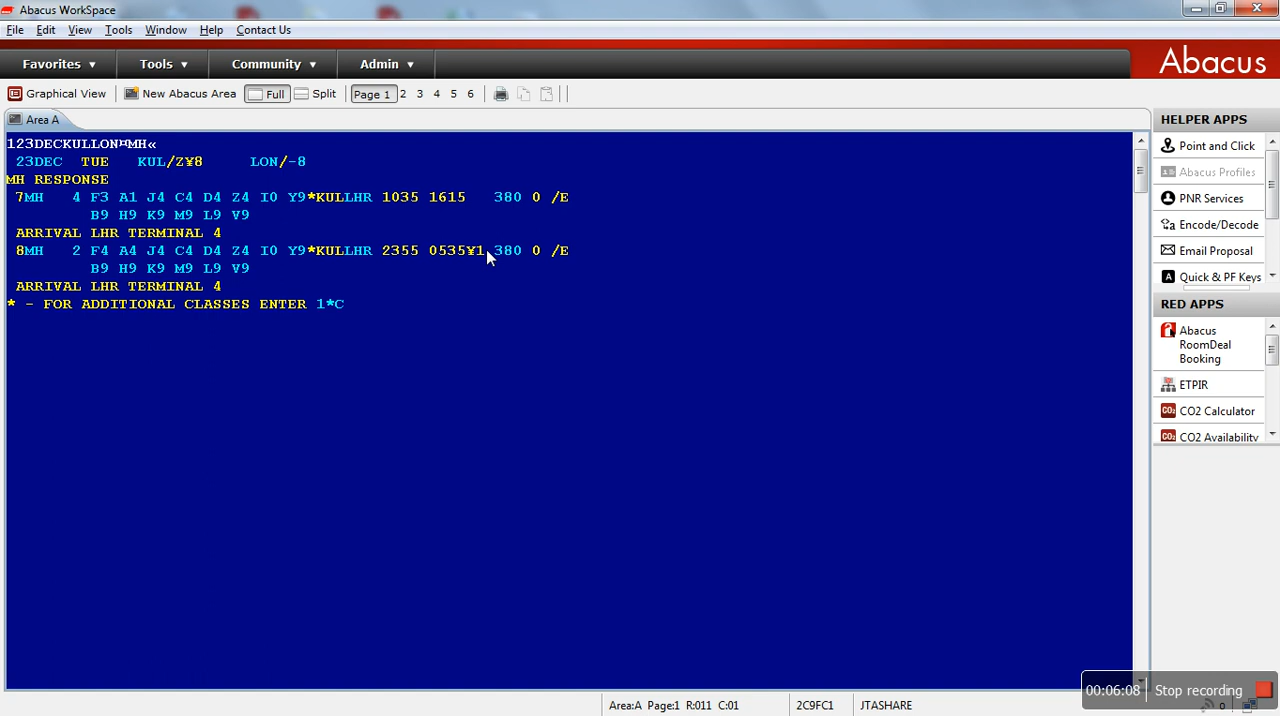 Abacus WorkSpace
File Edit View Tools Window Help Contact Us
Favorites ▼ Tools ▼ Community ▼ Admin ▼ Abacus
Graphical View New Abacus Area Full Split Page 1 2 3 4 5 6
Area A
123DECKULLON¤MH«
23DEC TUE KUL/Z¥8 LON/-8
MH RESPONSE
7MH 4 F3 A1 J4 C4 D4 Z4 I0 Y9*KULLHR 1035 1615 380 0 /E
B9 H9 K9 M9 L9 V9
ARRIVAL LHR TERMINAL 4
8MH 2 F4 A4 J4 C4 D4 Z4 I0 Y9*KULLHR 2355 0535¥1 380 0 /E
B9 H9 K9 M9 L9 V9
ARRIVAL LHR TERMINAL 4
* - FOR ADDITIONAL CLASSES ENTER 1*C
HELPER APPS
Point and Click
Abacus Profiles
PNR Services
Encode/Decode
Email Proposal
Quick & PF Keys
RED APPS
Abacus
RoomDeal
Booking
ETPIR
CO2 Calculator
CO2 Availability
00:06:08 Stop recording
Area:A Page:1 R:011 C:01 2C9FC1 JTASHARE 0